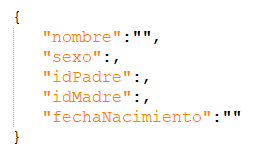 {
"nombre":"",
"sexo":,
"idPadre":,
"idMadre":,
"fechaNacimiento":""
}